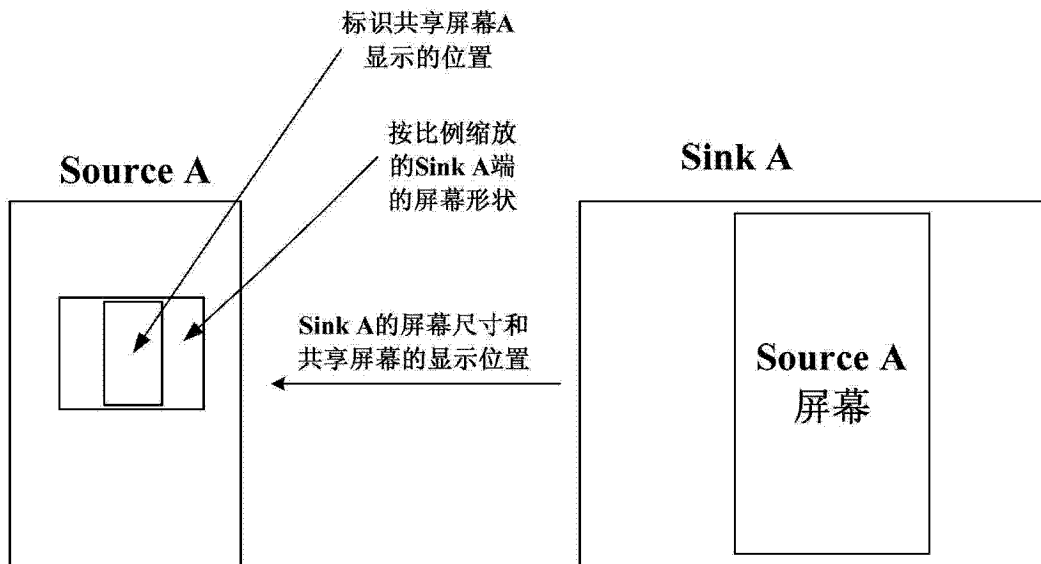 标识共享屏幕A
显示的位置
按比例缩放
的Sink A端
的屏幕形状
Source A
Sink A
Sink A的屏幕尺寸和
共享屏幕的显示位置
Source A
屏幕